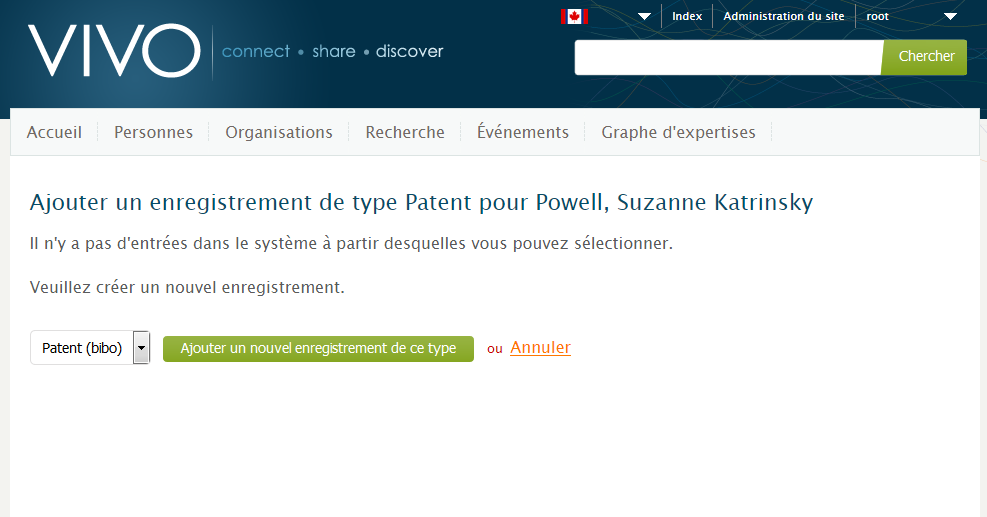 VIVO connect • share • discover
Index Administration du site root
Chercher
Accueil Personnes Organisations Recherche Événements Graphe d'expertises
Ajouter un enregistrement de type Patent pour Powell, Suzanne Katrinsky
Il n'y a pas d'entrées dans le système à partir desquelles vous pouvez sélectionner.
Veuillez créer un nouvel enregistrement.
Patent (bibo) Ajouter un nouvel enregistrement de ce type ou Annuler